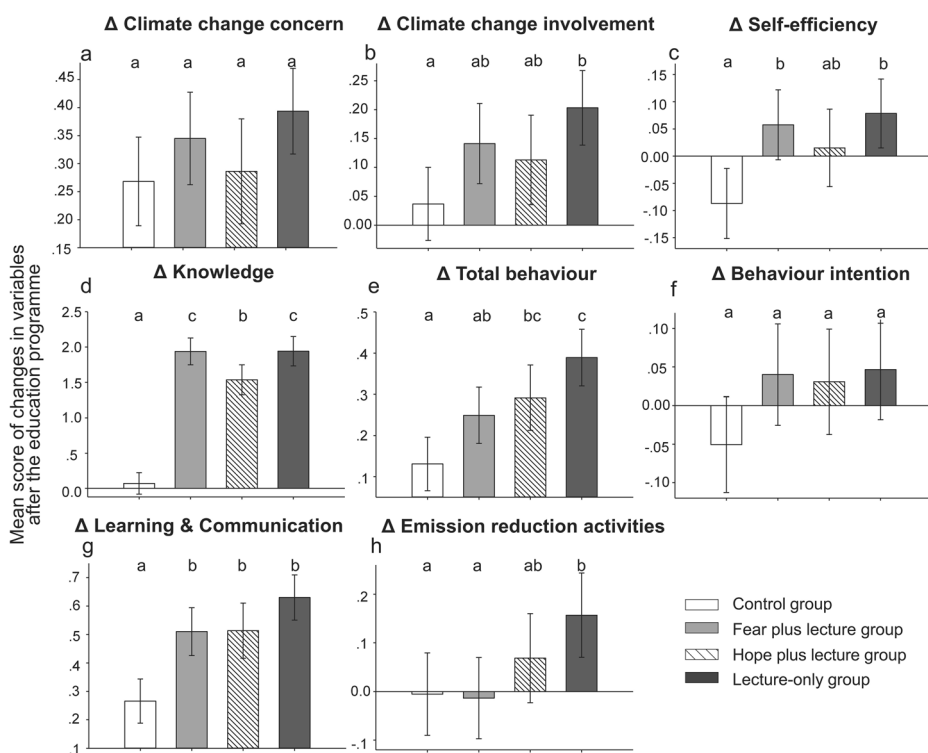 Δ Climate change concern
a
a a a a
.45
.40
.35
.30
.25
.20
.15
Δ Climate change involvement
b
a ab ab b
.25
.20
.15
.10
.05
0.00
Δ Self-efficiency
c
a b ab b
.15
.10
.05
0.00
-.05
-.10
-.15
Mean score of changes in variables
after the education programme
Δ Knowledge
d
a c b c
2.5
2.0
1.5
1.0
.5
0.0
Δ Total behaviour
e
a ab bc c
.5
.4
.3
.2
.1
Δ Behaviour intention
f
a a a a
0.10
0.05
0.00
-.05
-.10
Δ Learning & Communication
g
a b b b
.7
.6
.5
.4
.3
.2
.1
Δ Emission reduction activities
h
a a ab b
.2
0.1
0.0
-.1
Control group
Fear plus lecture group
Hope plus lecture group
Lecture-only group